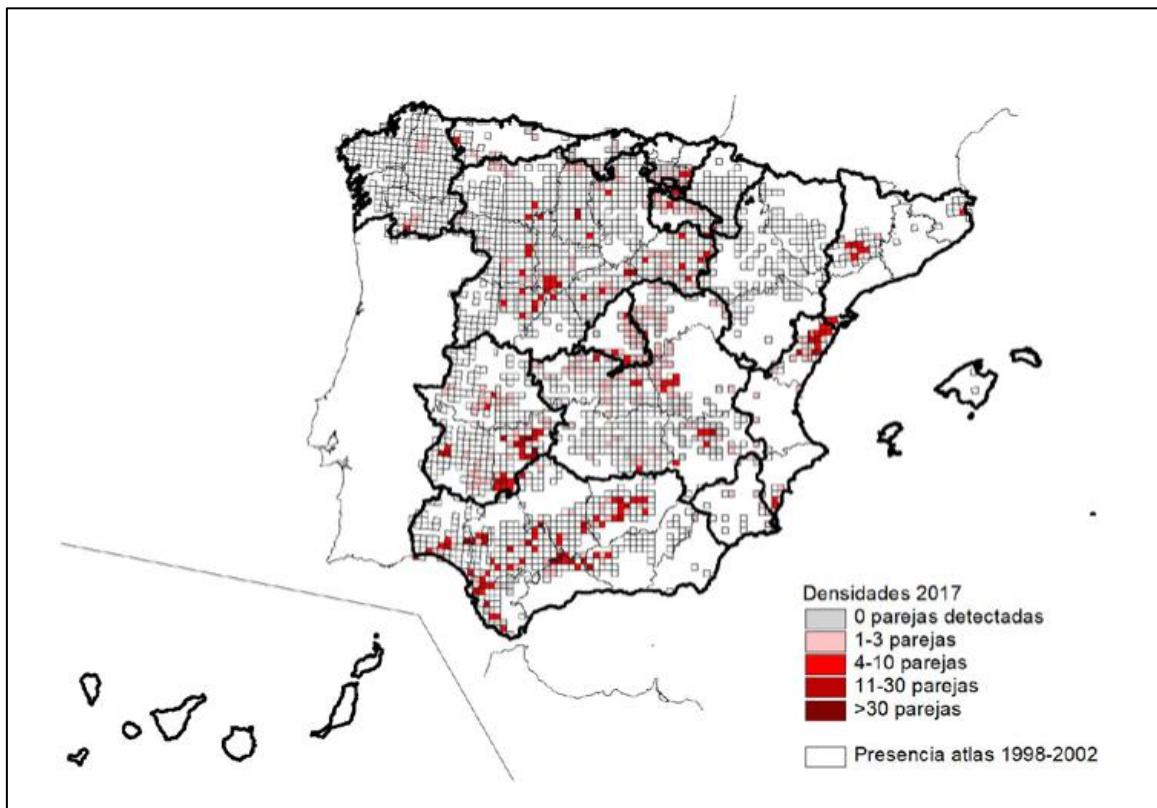 Densidades 2017
0 parejas detectadas
1-3 parejas
4-10 parejas
11-30 parejas
>30 parejas
Presencia atlas 1998-2002